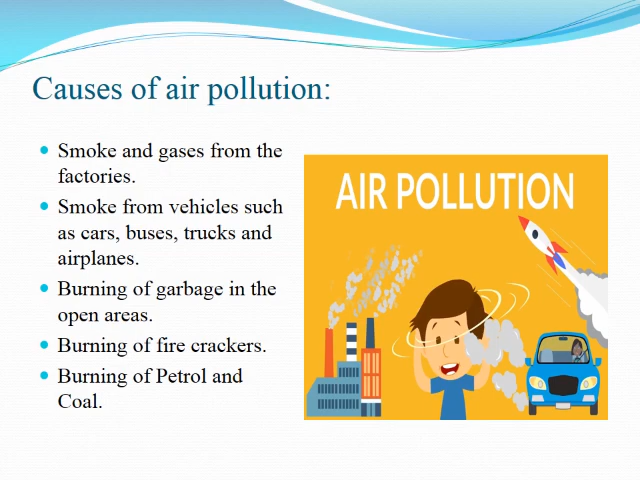 Causes of air pollution:
Smoke and gases from the
factories.
Smoke from vehicles such
as cars, buses, trucks and
airplanes.
Burning of garbage in the
open areas.
Burning of fire crackers.
Burning of Petrol and
Coal.
AIR POLLUTION